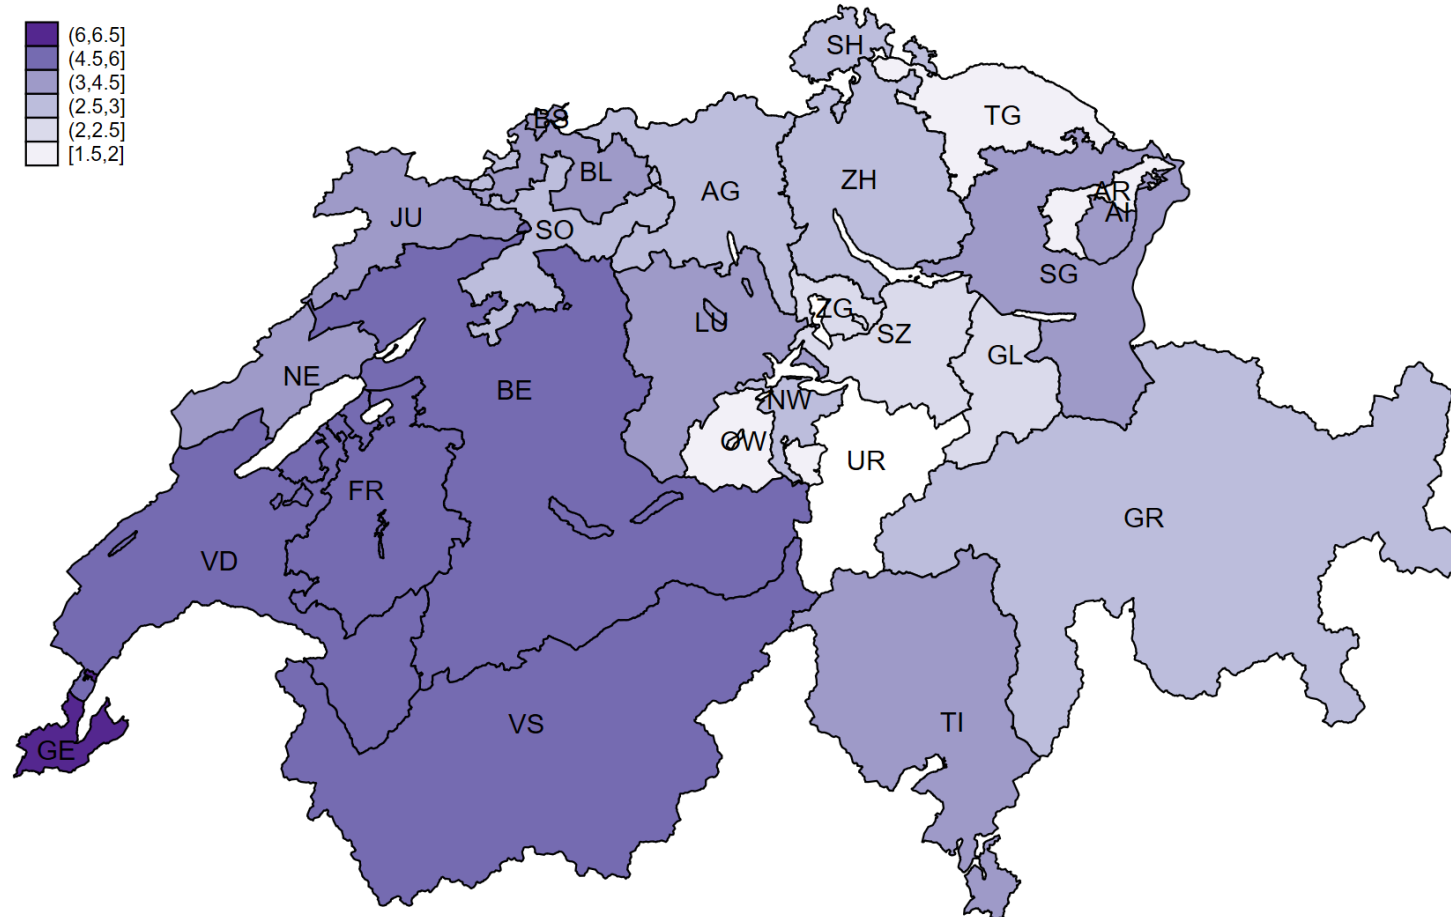 (6,6.5]
(4.5,6]
(3,4.5]
(2.5,3]
(2,2.5]
[1.5,2]
SH
BS
TG
BL
AG
ZH
AR
AI
JU
SO
SG
ZG
LU
SZ
GL
NE
BE
NW
OW
UR
FR
GR
VD
VS
TI
GE